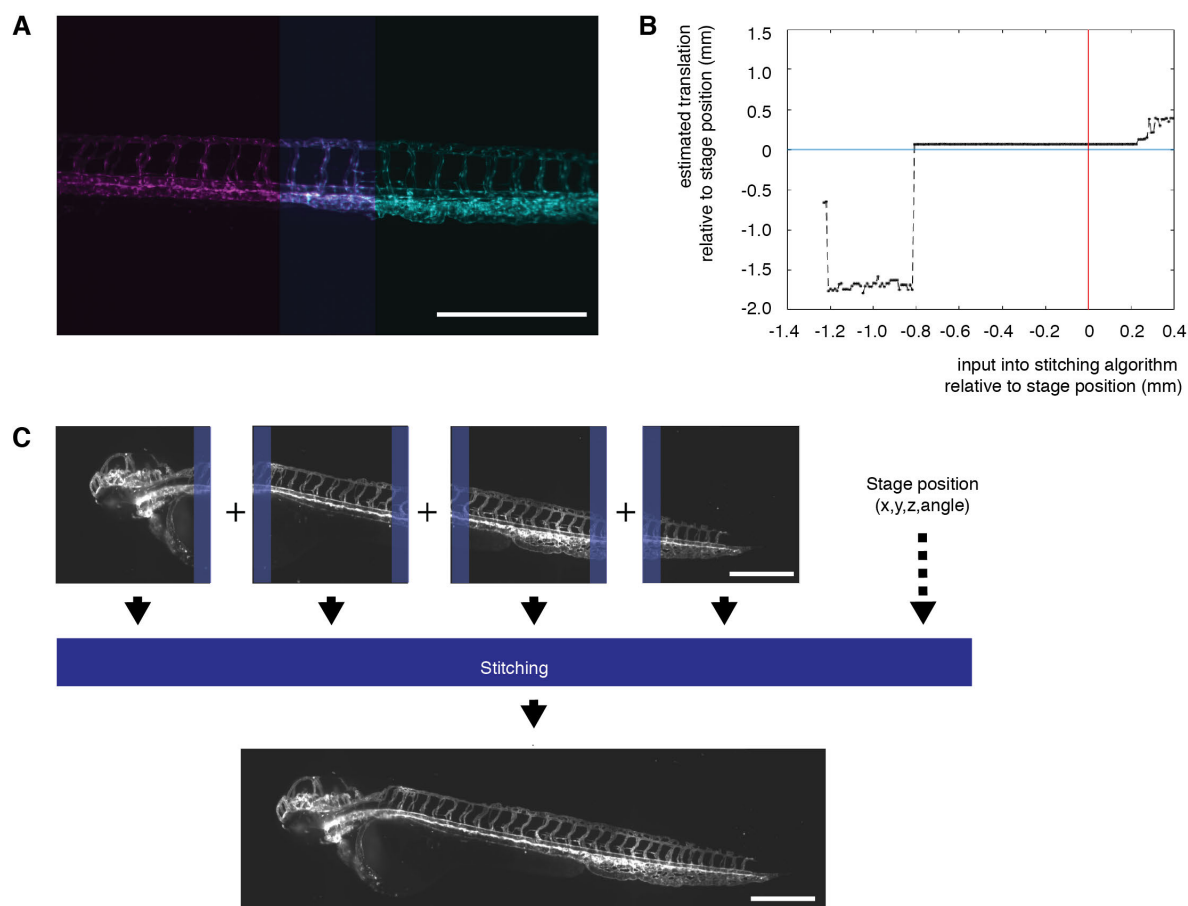 A
B
estimated translation
relative to stage position (mm)
1.5
1.0
0.5
0
-0.5
-1.0
-1.5
-2.0
-1.4 -1.2 -1.0 -0.8 -0.6 -0.4 -0.2 0 0.2 0.4
input into stitching algorithm
relative to stage position (mm)
C
+ + +
Stage position
(x,y,z,angle)
Stitching